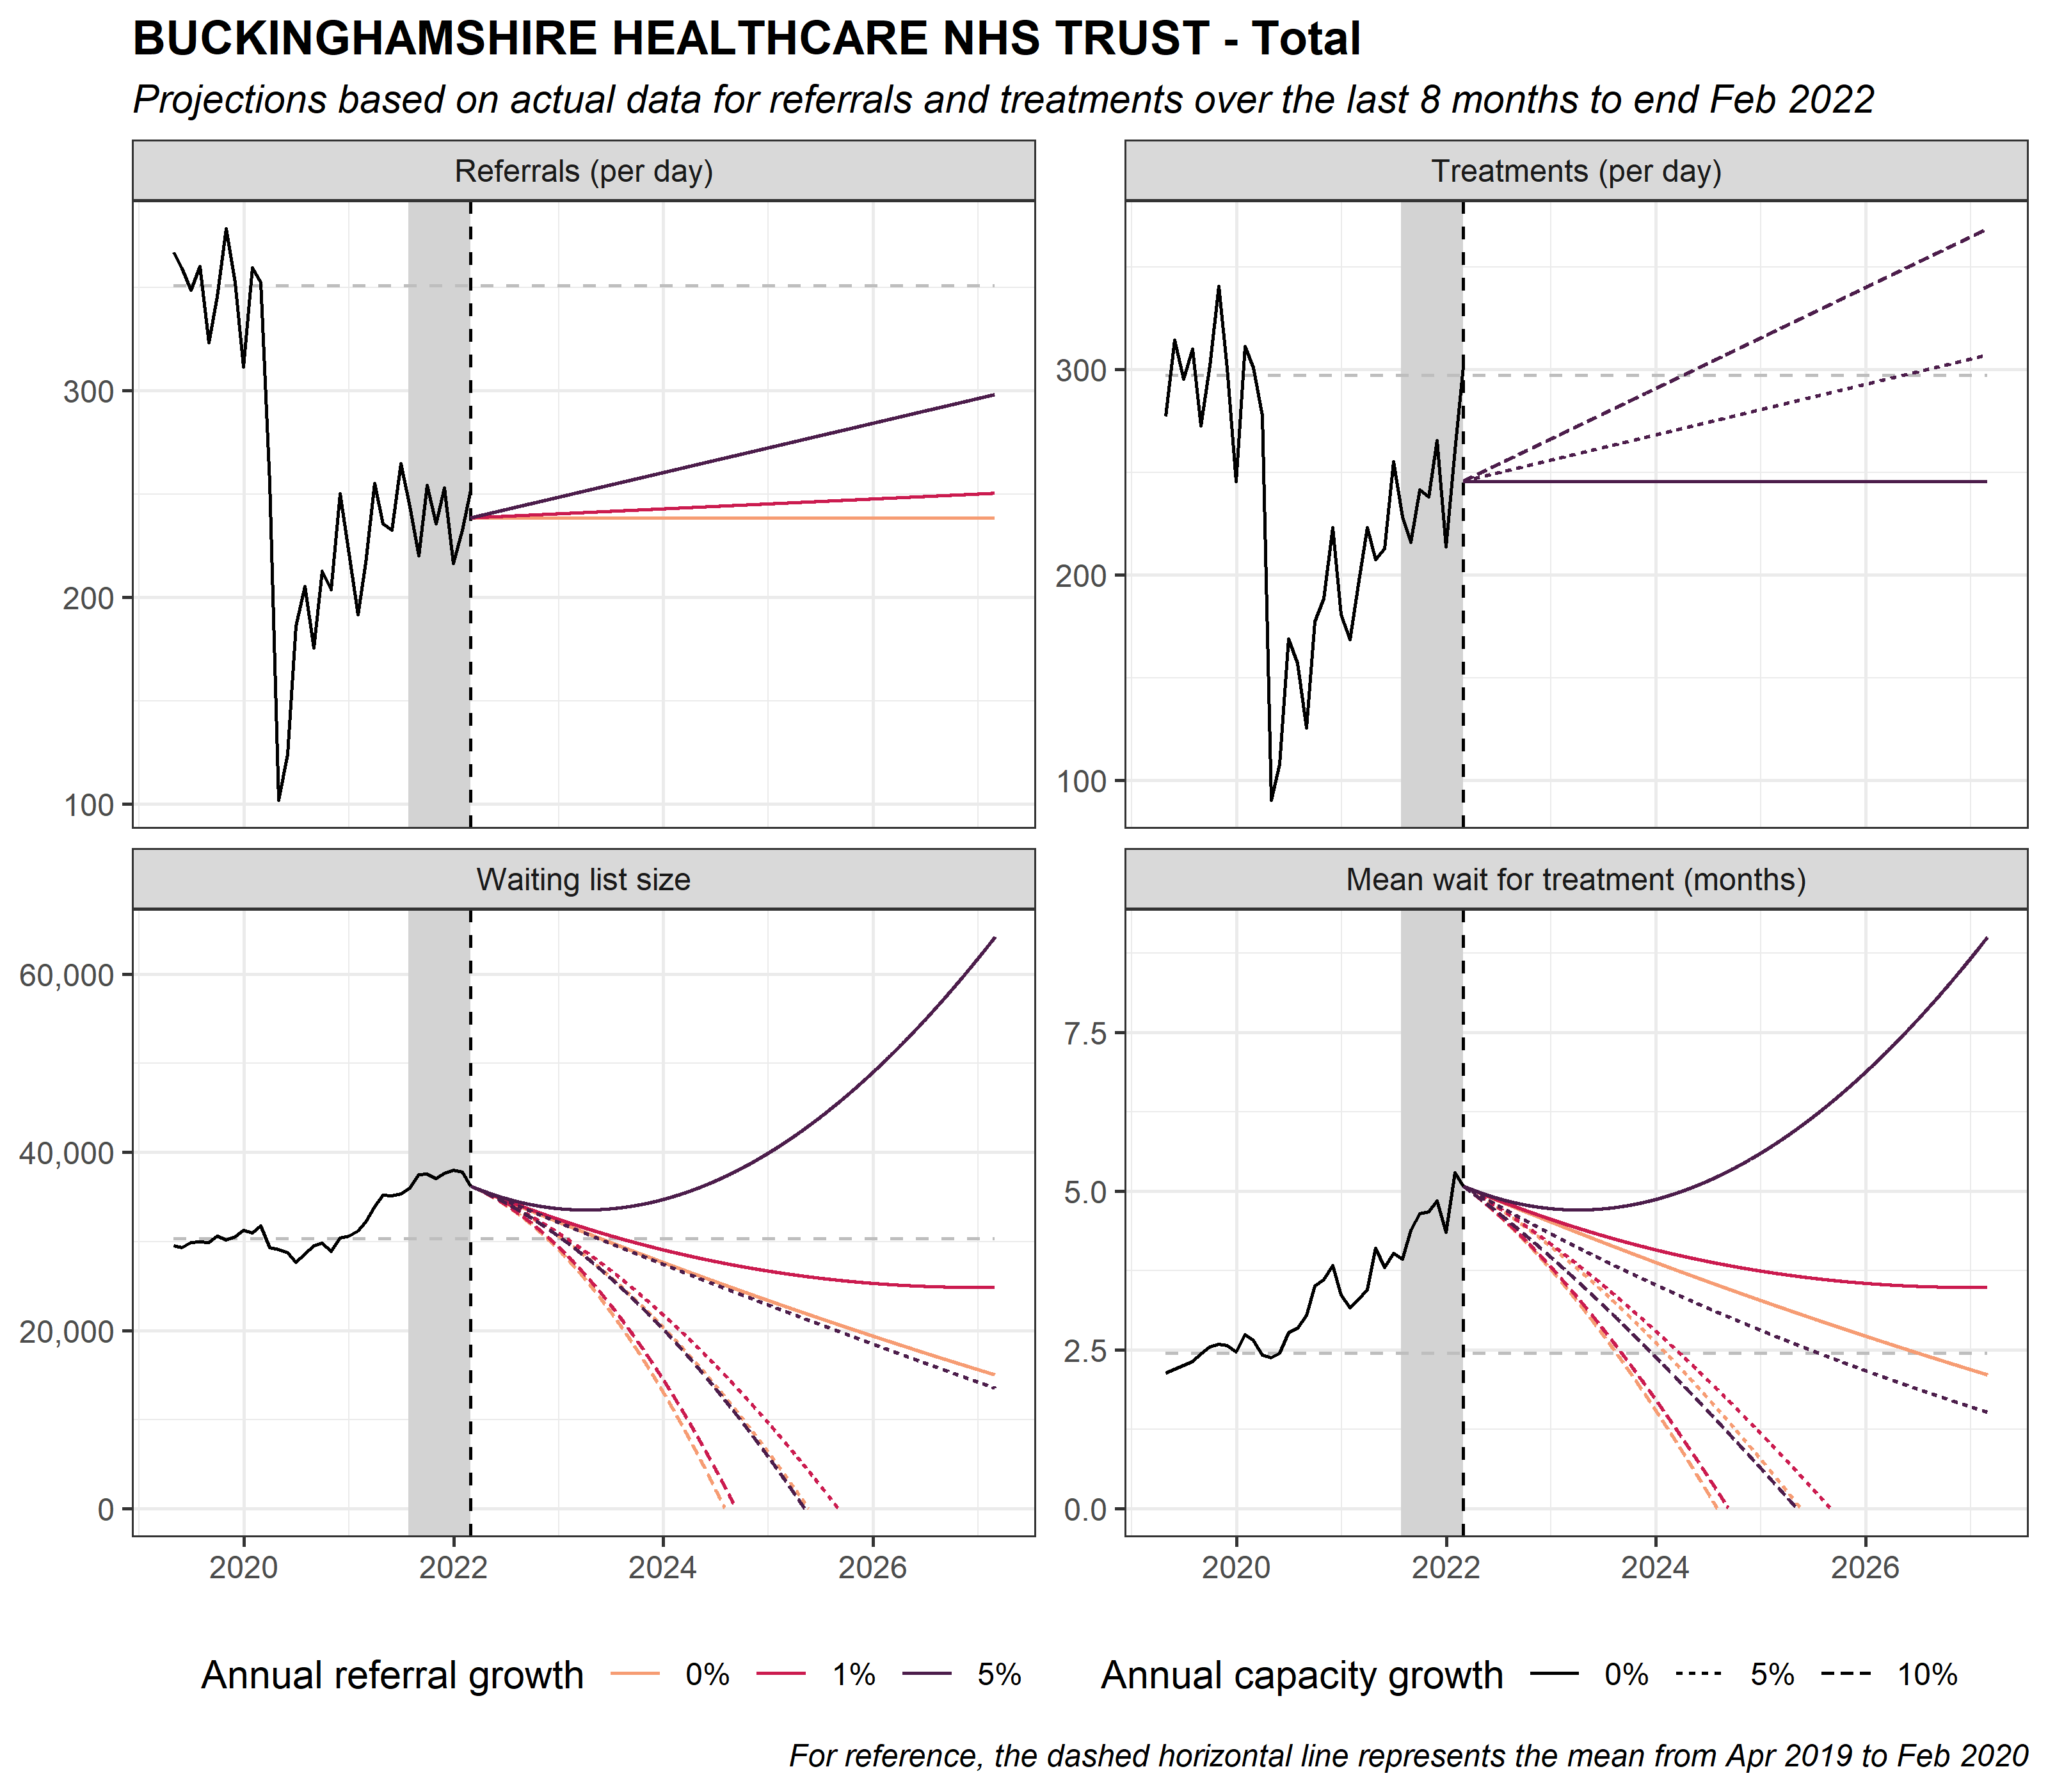 BUCKINGHAMSHIRE HEALTHCARE NHS TRUST - Total
Projections based on actual data for referrals and treatments over the last 8 months to end Feb 2022
Referrals (per day)
300
200
100
Treatments (per day)
300
200
100
Waiting list size
60,000
40,000
20,000
0
2020 2022 2024 2026
Mean wait for treatment (months)
7.5
5.0
2.5
0.0
2020 2022 2024 2026
Annual referral growth 0% 1% 5%
Annual capacity growth 0% 5% 10%
For reference, the dashed horizontal line represents the mean from Apr 2019 to Feb 2020